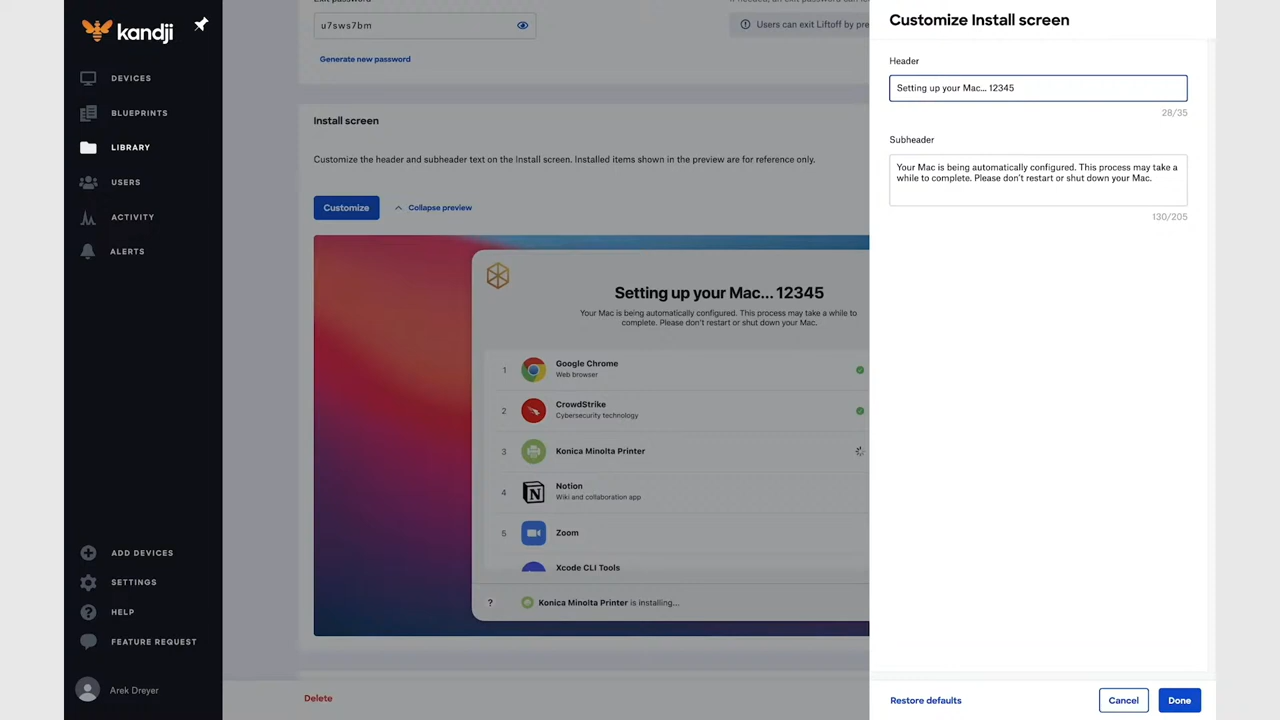 kandji
DEVICES
BLUEPRINTS
LIBRARY
USERS
ACTIVITY
ALERTS
ADD DEVICES
SETTINGS
HELP
FEATURE REQUEST
Arek Dreyer
u7sws7bm
Users can exit Liftoff by pre
Generate new password
Install screen
Customize the header and subheader text on the Install screen. Installed items shown in the preview are for reference only.
Customize
Collapse preview
Setting up your Mac... 12345
Your Mac is being automatically configured. This process may take a while to
complete. Please don't restart or shut down your Mac.
1
Google Chrome
Web browser
2
CrowdStrike
Cybersecurity technology
3
Konica Minolta Printer
4
Notion
Wiki and collaboration app
5
Zoom
Xcode CLI Tools
?
Konica Minolta Printer is installing...
Delete
Customize Install screen
Header
Setting up your Mac... 12345
28/35
Subheader
Your Mac is being automatically configured. This process may take a
while to complete. Please don't restart or shut down your Mac.
130/205
Restore defaults
Cancel
Done